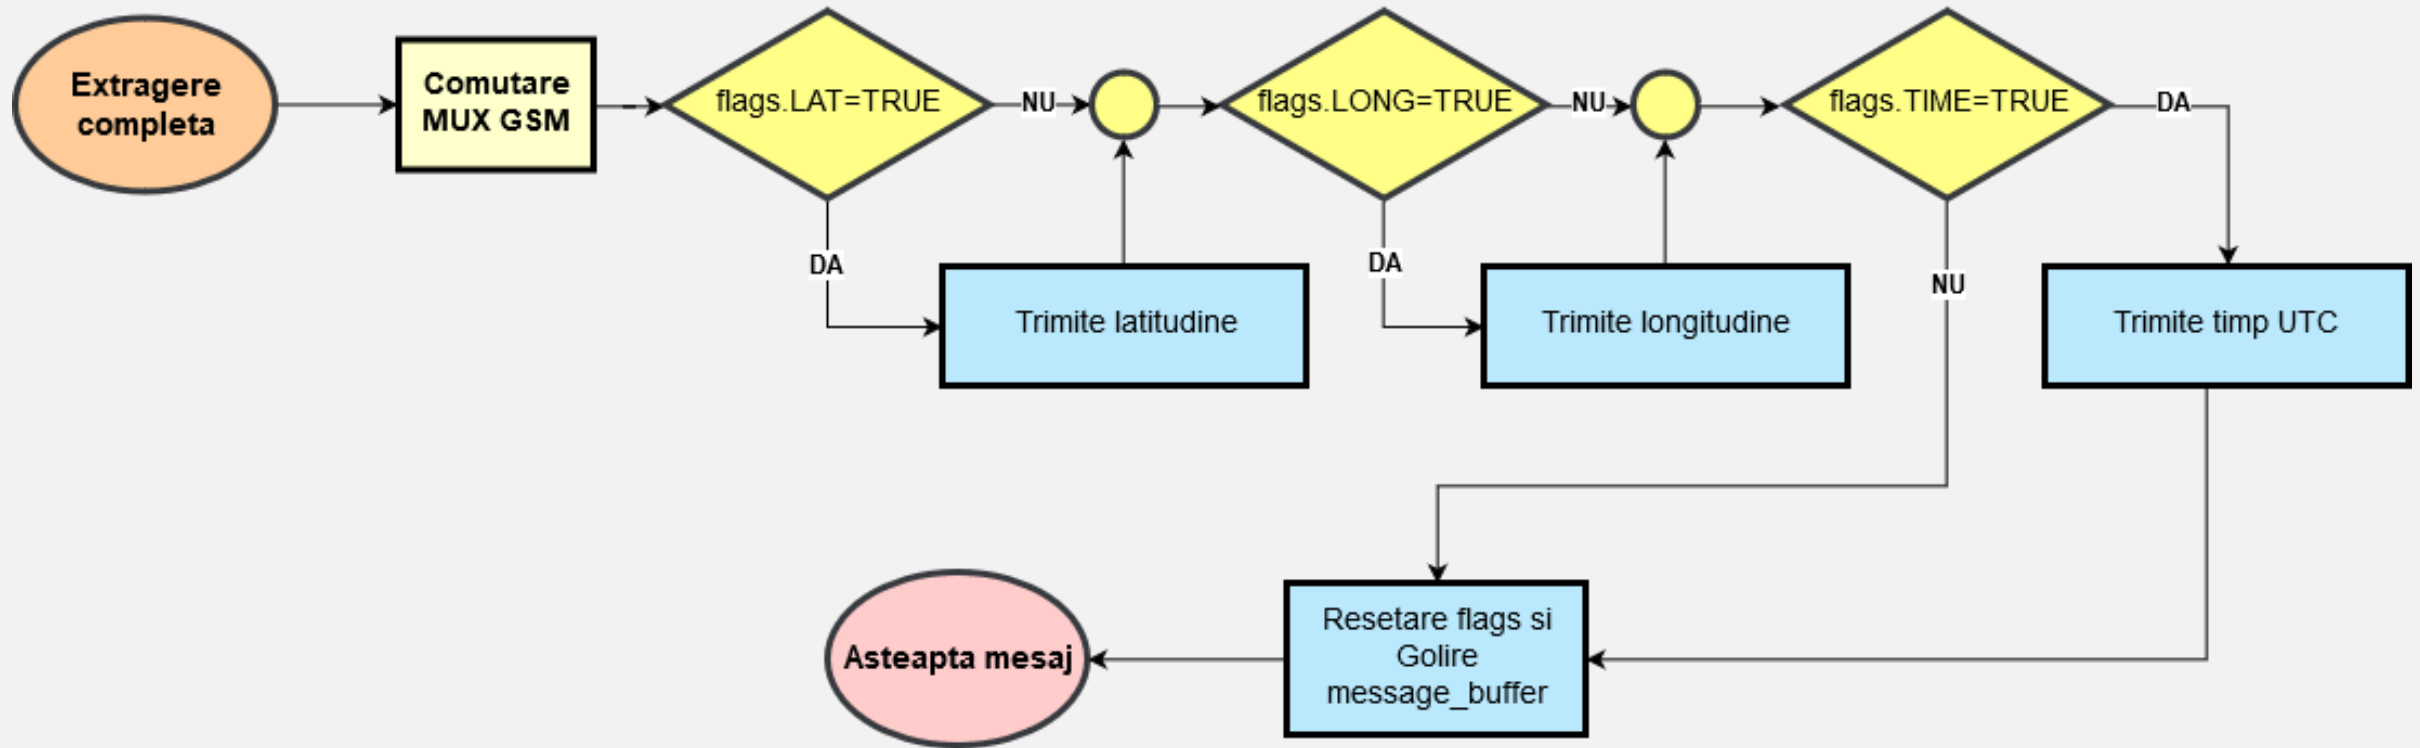 Extragere
completa
Comutare
MUX GSM
flags.LAT=TRUE
NU
DA
Trimite latitudine
flags.LONG=TRUE
NU
DA
Trimite longitudine
flags.TIME=TRUE
DA
NU
Trimite timp UTC
Resetare flags si
Golire
message_buffer
Asteapta mesaj